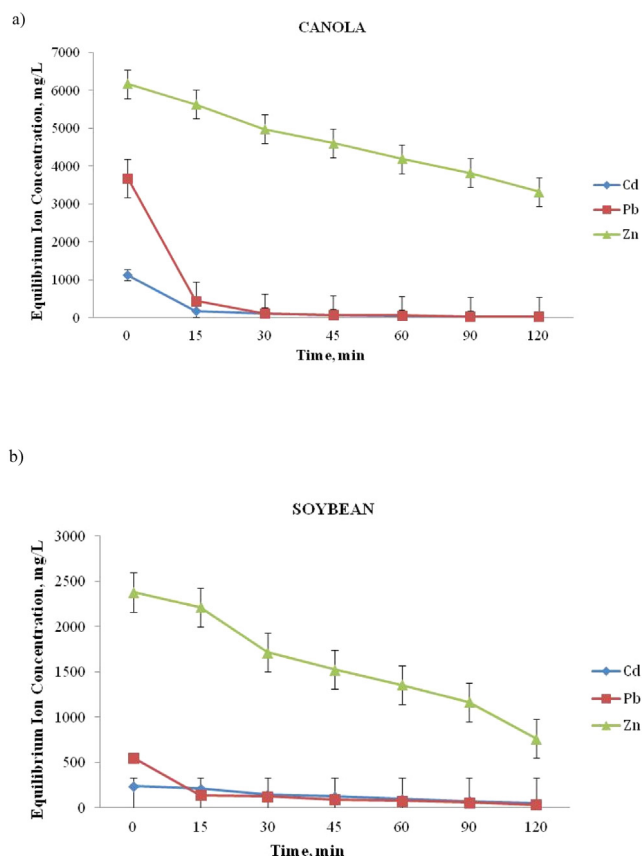 a)
CANOLA
Equilibrium Ion Concentration, mg/L
7000
6000
5000
4000
3000
2000
1000
0
0 15 30 45 60 90 120
Time, min
Cd
Pb
Zn
b)
SOYBEAN
Equilibrium Ion Concentration, mg/L
3000
2500
2000
1500
1000
500
0
0 15 30 45 60 90 120
Time, min
Cd
Pb
Zn